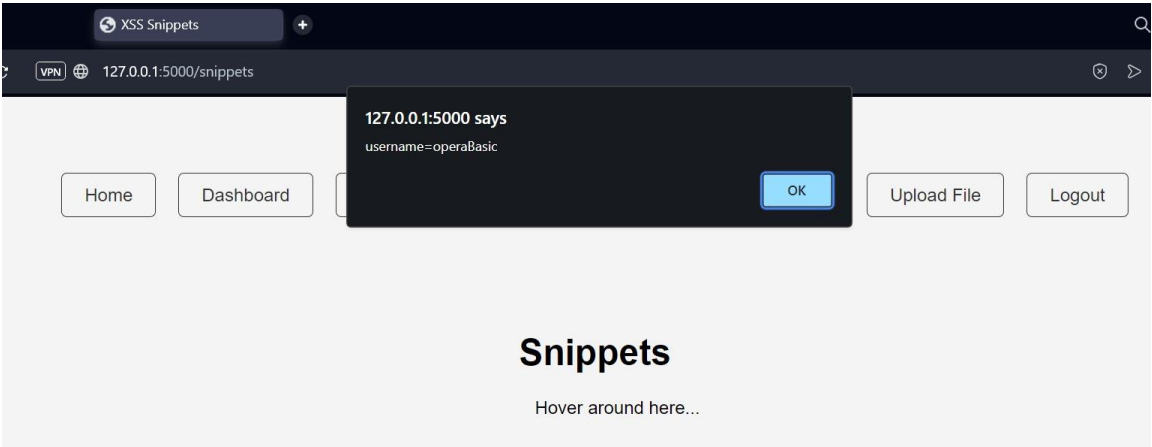 XSS Snippets
VPN 127.0.0.1:5000/snippets
127.0.0.1:5000 says
username=operaBasic
OK
Home Dashboard Upload File Logout
Snippets
Hover around here...